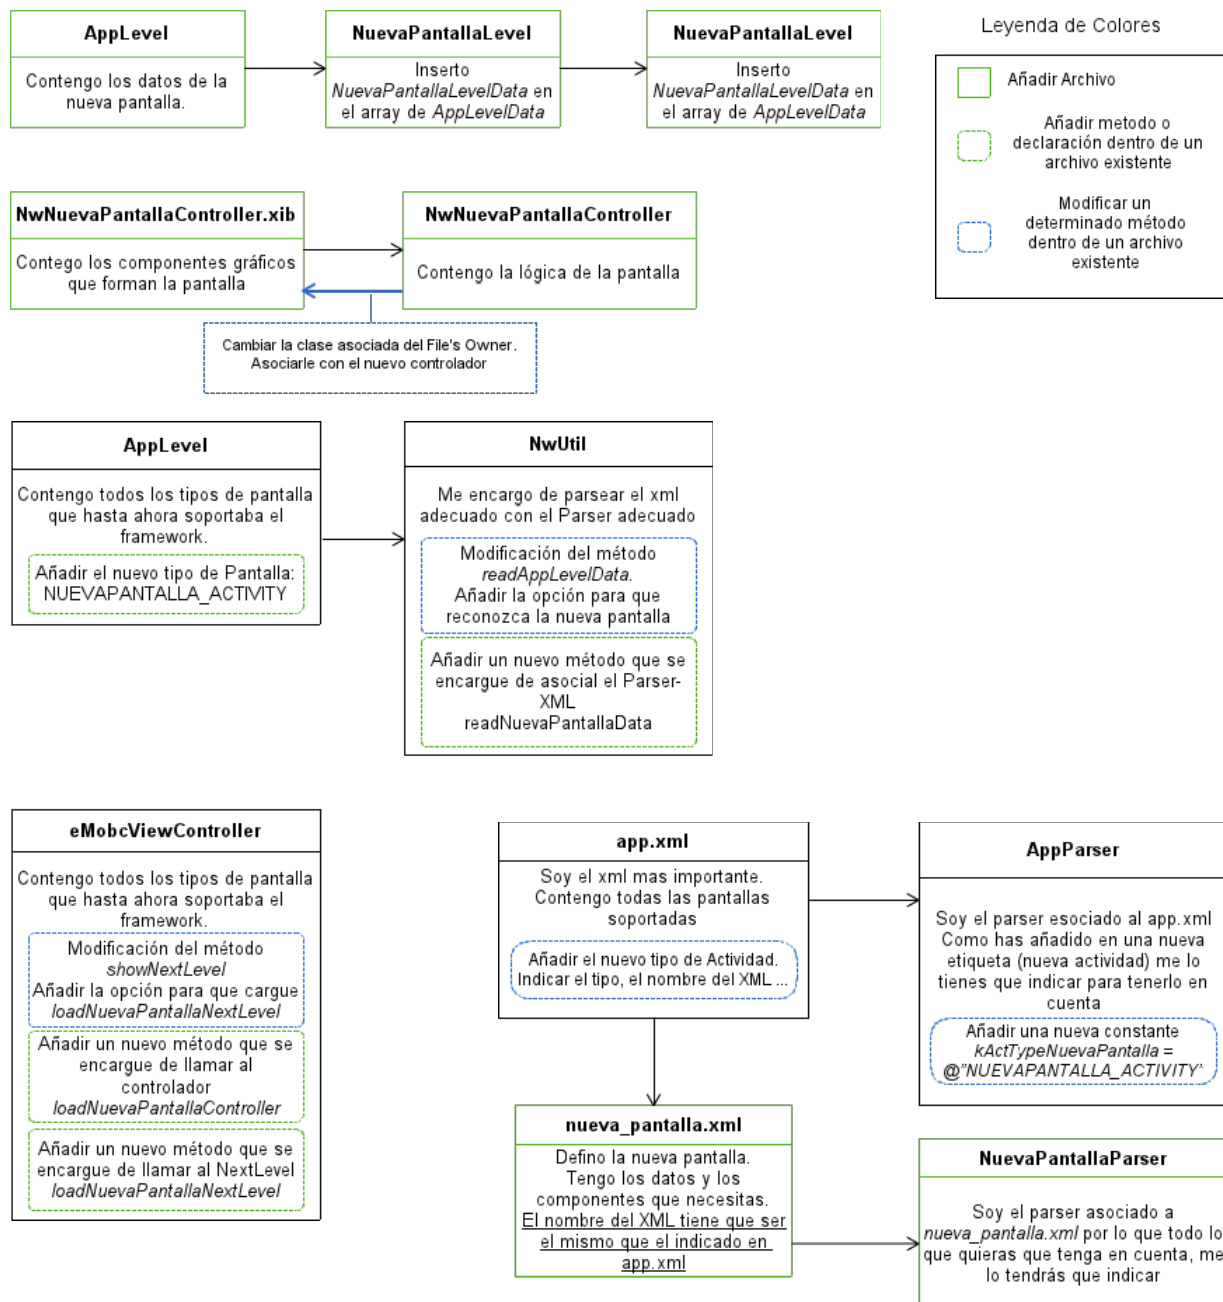 AppLevel
Contengo los datos de la
nueva pantalla.
NuevaPantallaLevel
Inserto
NuevaPantallaLevelData en
el array de AppLevelData
NuevaPantallaLevel
Inserto
NuevaPantallaLevelData en
el array de AppLevelData
Leyenda de Colores
Añadir Archivo
Añadir metodo o
declaración dentro de un
archivo existente
Modificar un
determinado método
dentro de un archivo
existente
NwNuevaPantallaController.xib
Contego los componentes gráficos
que forman la pantalla
NwNuevaPantallaController
Contengo la lógica de la pantalla
Cambiar la clase asociada del File's Owner.
Asociarle con el nuevo controlador
AppLevel
Contengo todos los tipos de pantalla
que hasta ahora soportaba el
framework.
Añadir el nuevo tipo de Pantalla:
NUEVAPANTALLA_ACTIVITY
NwUtil
Me encargo de parsear el xml
adecuado con el Parser adecuado
Modificación del método
readAppLevelData.
Añadir la opción para que
reconozca la nueva pantalla
Añadir un nuevo método que se
encargue de asocial el Parser-
XML
readNuevaPantallaData
eMobcViewController
Contengo todos los tipos de pantalla
que hasta ahora soportaba el
framework.
Modificación del método
showNextLevel
Añadir la opción para que cargue
loadNuevaPantallaNextLevel
Añadir un nuevo método que se
encargue de llamar al
controlador
loadNuevaPantallaController
Añadir un nuevo método que se
encargue de llamar al NextLevel
loadNuevaPantallaNextLevel
app.xml
Soy el xml mas importante.
Contengo todas las pantallas
soportadas
Añadir el nuevo tipo de Actividad.
Indicar el tipo, el nombre del XML ...
AppParser
Soy el parser esociado al app.xml
Como has añadido en una nueva
etiqueta (nueva actividad) me lo
tienes que indicar para tenerlo en
cuenta
Añadir una nueva constante
kActTypeNuevaPantalla =
@"NUEVAPANTALLA_ACTIVITY"
nueva_pantalla.xml
Defino la nueva pantalla.
Tengo los datos y los
componentes que necesitas.
El nombre del XML tiene que ser
el mismo que el indicado en
app.xml
NuevaPantallaParser
Soy el parser asociado a
nueva_pantalla.xml por lo que todo lo
que quieras que tenga en cuenta, me
lo tendrás que indicar